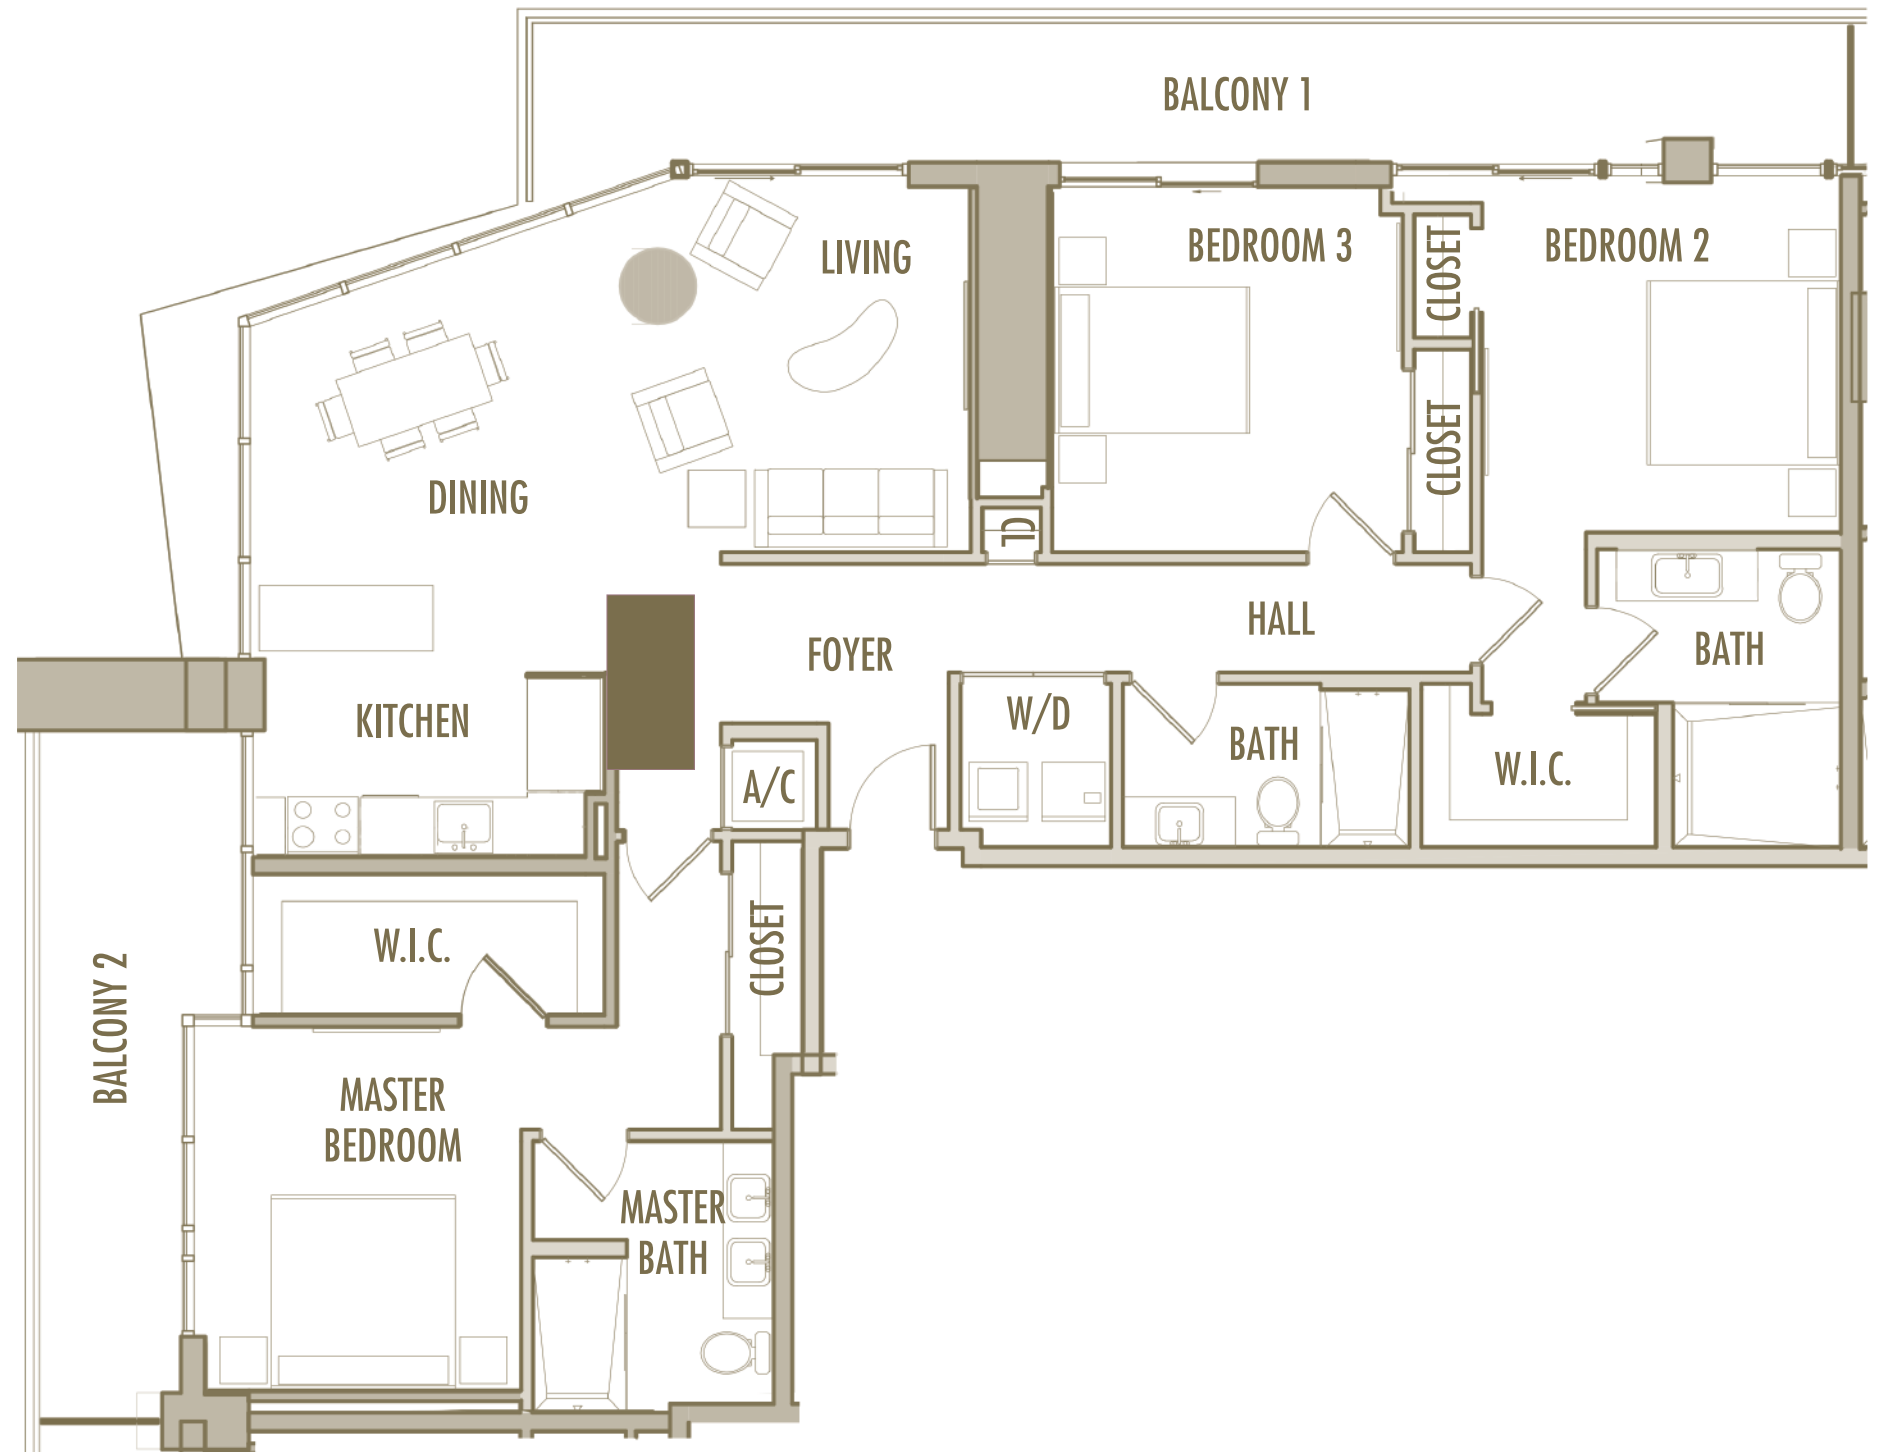 BALCONY 1
LIVING
BEDROOM 3
CLOSET
BEDROOM 2
CLOSET
DINING
CL
HALL
FOYER
BATH
KITCHEN
W/D
BATH
A/C
W.I.C.
W.I.C.
CLOSET
BALCONY 2
MASTER
BEDROOM
MASTER
BATH